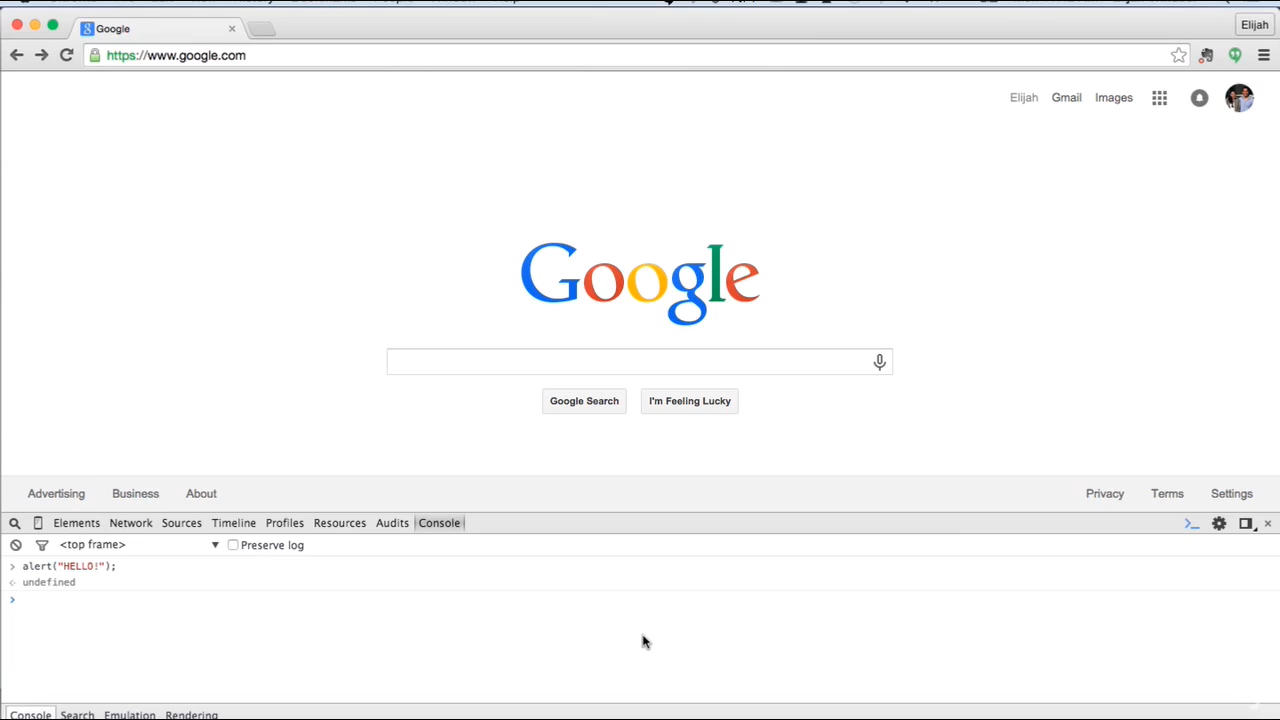 Google
Elijah
https://www.google.com
Elijah Gmail Images
Google
Google Search I'm Feeling Lucky
Advertising Business About Privacy Terms Settings
Elements Network Sources Timeline Profiles Resources Audits Console
<top frame> Preserve log
alert("HELLO!");
undefined
Console Search Emulation Rendering